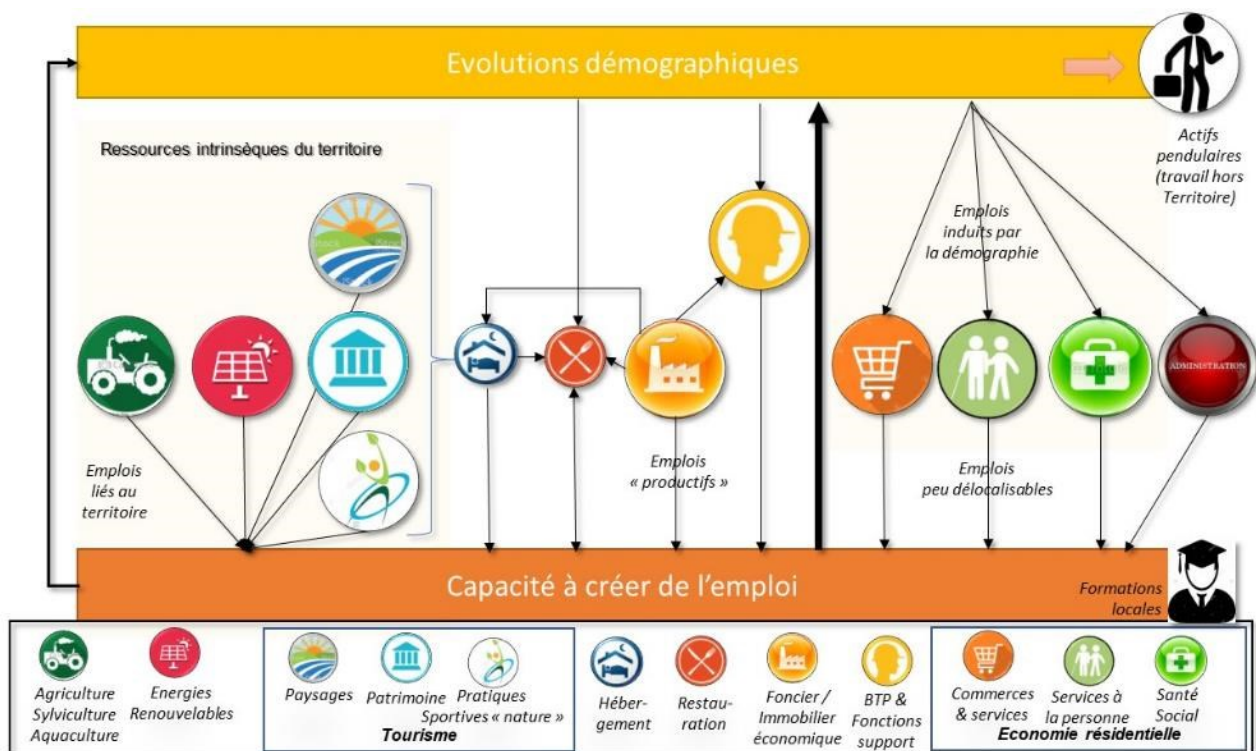 Evolutions démographiques
Ressources intrinsèques du territoire
Actifs
pendulaires
(travail hors
Territoire)
Emplois
induits par
la démographie
ADMINISTRATION
Emplois
liés au
territoire
Emplois
« productifs »
Emplois
peu délocalisables
Capacité à créer de l'emploi
Formations
locales
Agriculture
Sylviculture
Aquaculture
Energies
Renouvelables
Paysages
Patrimoine
Pratiques
Sportives « nature »
Tourisme
Héber-
gement
Restau-
ration
Foncier /
Immobilier
économique
BTP &
Fonctions
support
Commerces
& services
Services à
la personne
Santé
Social
Economie résidentielle